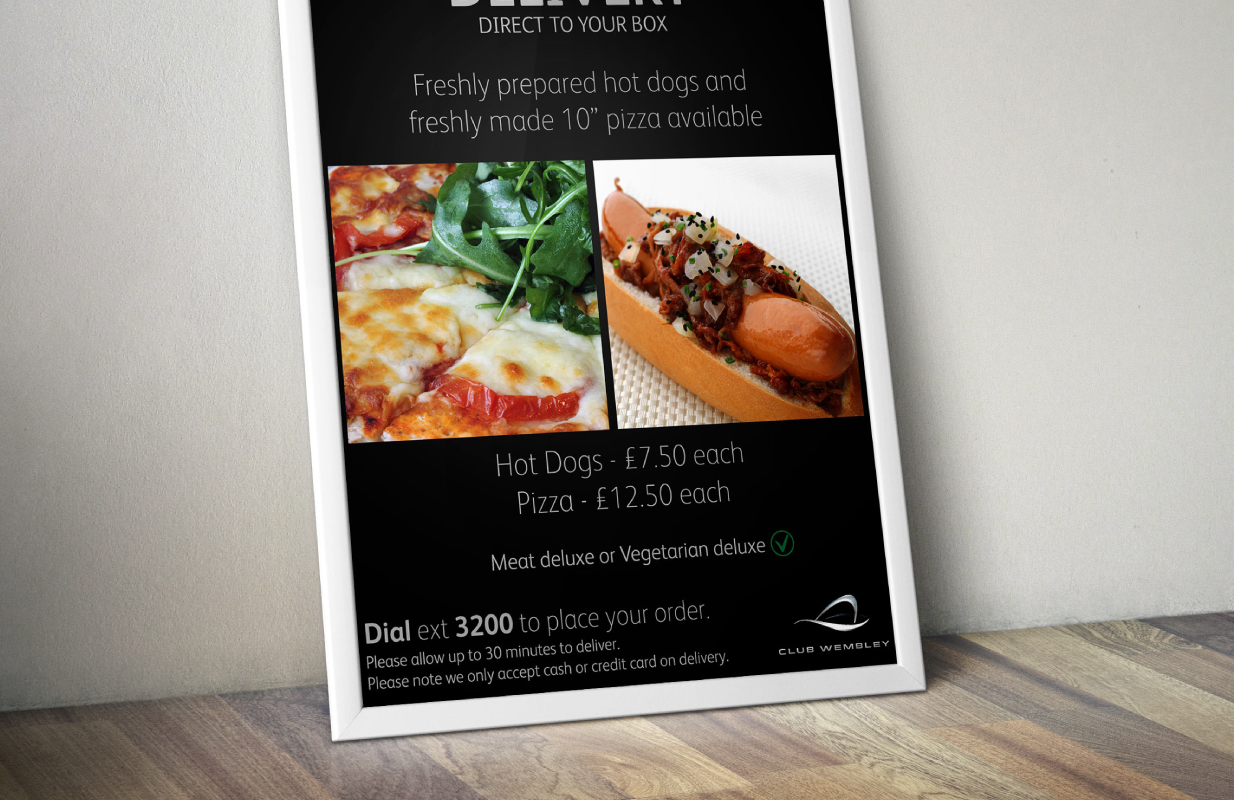 DELIVERY
DIRECT TO YOUR BOX
Freshly prepared hot dogs and
freshly made 10” pizza available
Hot Dogs - £7.50 each
Pizza - £12.50 each
Meat deluxe or Vegetarian deluxe
Dial ext 3200 to place your order.
Please allow up to 30 minutes to deliver.
Please note we only accept cash or credit card on delivery.
CLUB WEMBLEY